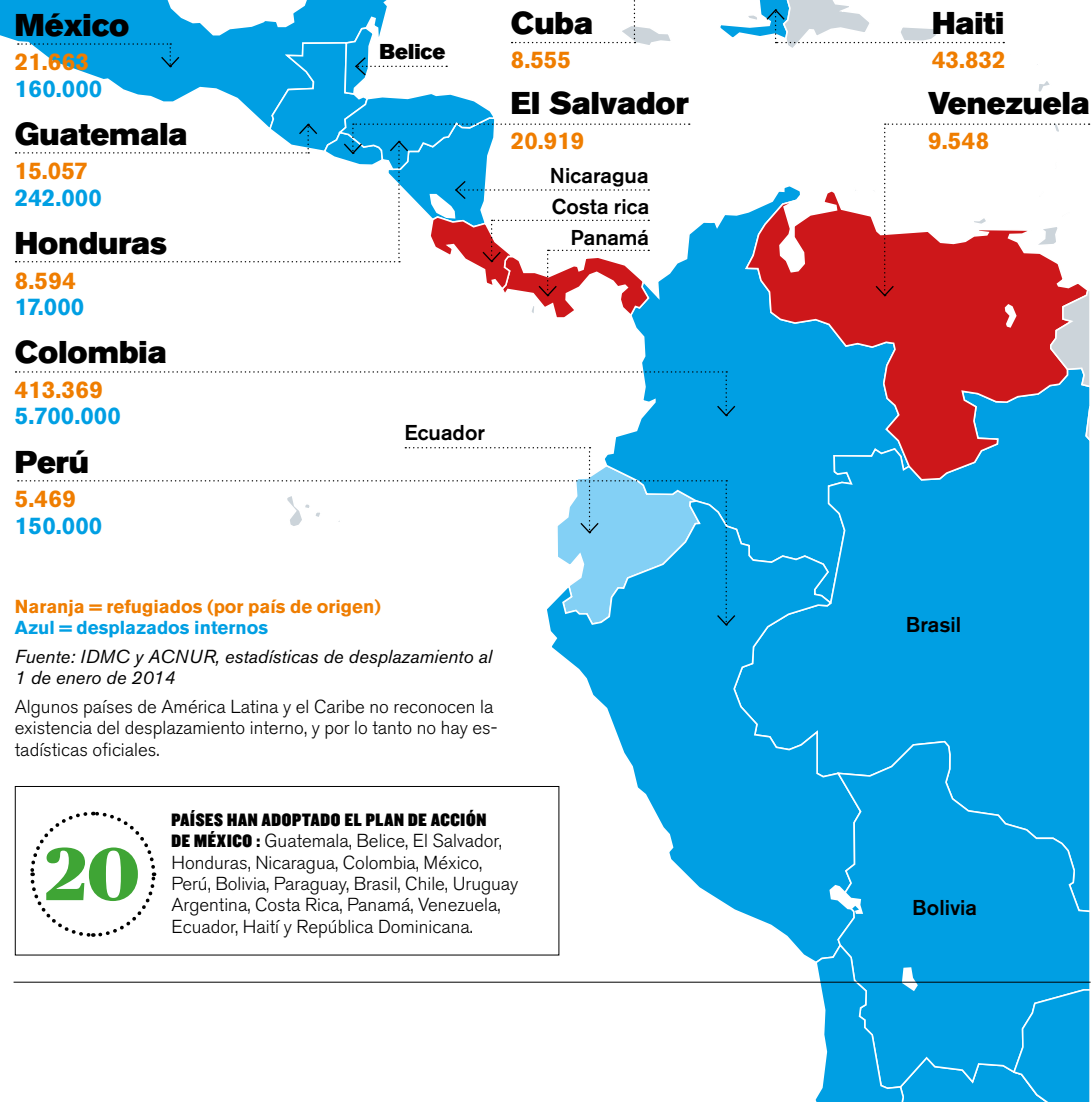 México
21.663
160.000
Belice
Cuba
8.555
Haiti
43.832
El Salvador
20.919
Venezuela
9.548
Guatemala
15.057
242.000
Nicaragua
Costa rica
Panamá
Honduras
8.594
17.000
Colombia
413.369
5.700.000
Ecuador
Perú
5.469
150.000
Brasil
Bolivia
Naranja = refugiados (por país de origen)
Azul = desplazados internos
Fuente: IDMC y ACNUR, estadísticas de desplazamiento al
1 de enero de 2014
Algunos países de América Latina y el Caribe no reconocen la
existencia del desplazamiento interno, y por lo tanto no hay es-
tadísticas oficiales.
20
PAÍSES HAN ADOPTADO EL PLAN DE ACCIÓN
DE MÉXICO : Guatemala, Belice, El Salvador,
Honduras, Nicaragua, Colombia, México,
Perú, Bolivia, Paraguay, Brasil, Chile, Uruguay
Argentina, Costa Rica, Panamá, Venezuela,
Ecuador, Haití y República Dominicana.